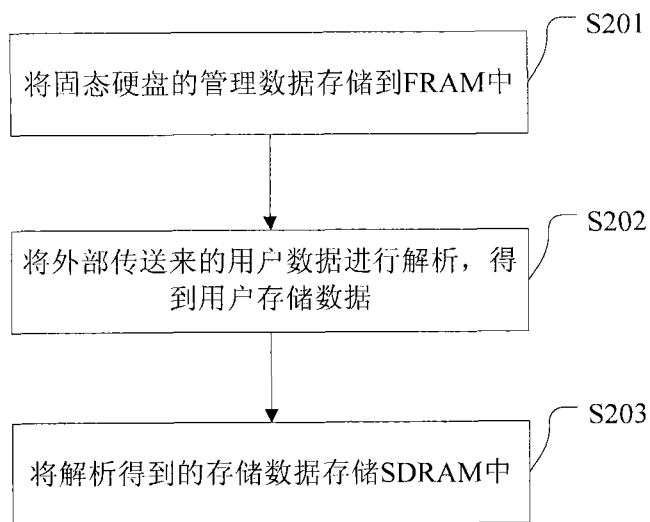 S201
将固态硬盘的管理数据存储到FRAM中
S202
将外部传送来的用户数据进行解析，得
到用户存储数据
S203
将解析得到的存储数据存储SDRAM中